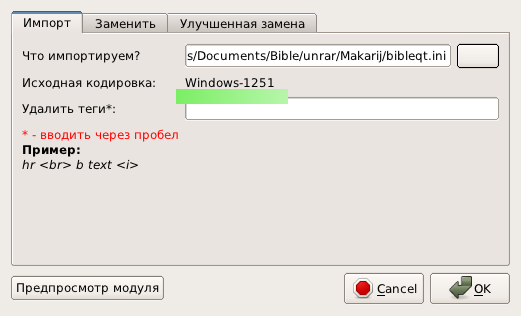 Импорт Заменить Улучшенная замена
Что импортируем? s/Documents/Bible/unrar/Makarij/bibleqt.ini
Исходная кодировка: Windows-1251
Удалить теги*:
* - вводить через пробел
Пример:
hr <br> b text <i>
Предпросмотр модуля Cancel OK